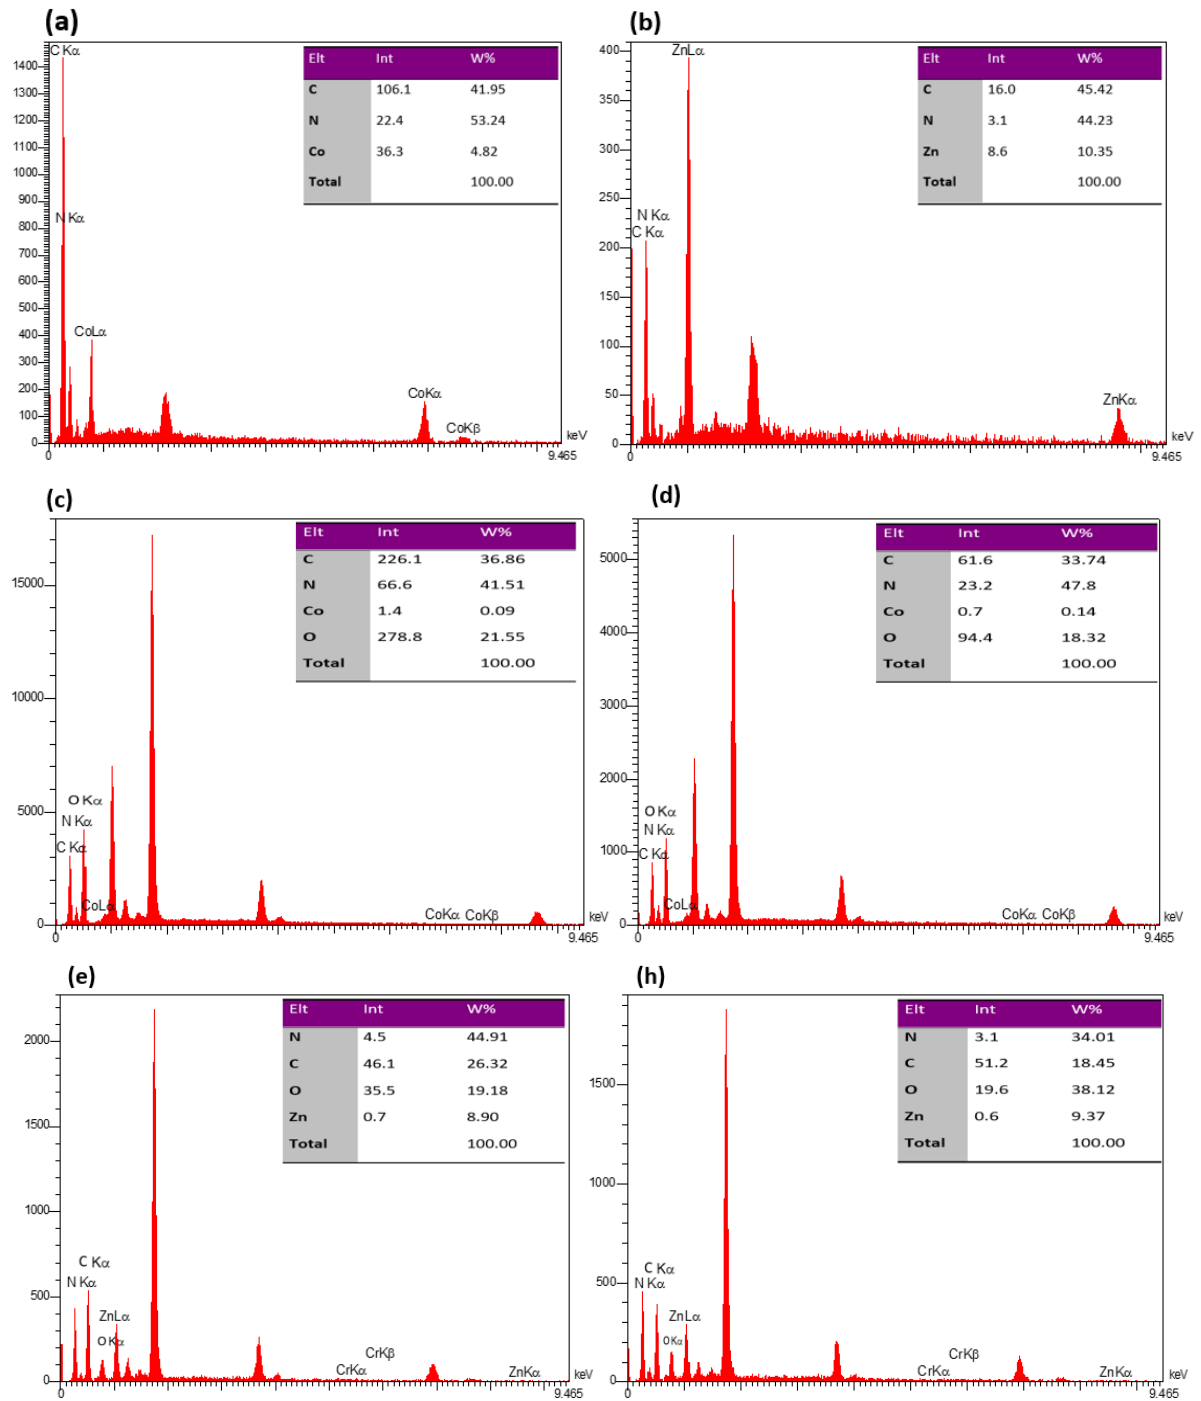 (a)
C Kα
N Kα
CoLα
CoKα
CoKβ
1400
1300
1200
1100
1000
900
800
700
600
500
400
300
200
100
0
0
9.465
keV
Elt Int W%
C 106.1 41.95
N 22.4 53.24
Co 36.3 4.82
Total 100.00
(b)
ZnLα
N Kα
C Kα
ZnKα
400
350
300
250
200
150
100
50
0
0
9.465
keV
Elt Int W%
C 16.0 45.42
N 3.1 44.23
Zn 8.6 10.35
Total 100.00
(c)
15000
10000
5000
0
O Kα
N Kα
C Kα
CoLα
CoKα CoKβ
0
9.465
keV
Elt Int W%
C 226.1 36.86
N 66.6 41.51
Co 1.4 0.09
O 278.8 21.55
Total 100.00
(d)
5000
4000
3000
2000
1000
0
O Kα
N Kα
C Kα
CoLα
CoKα CoKβ
0
9.465
keV
Elt Int W%
C 61.6 33.74
N 23.2 47.8
Co 0.7 0.14
O 94.4 18.32
Total 100.00
(e)
2000
1500
1000
500
0
C Kα
N Kα
ZnLα
O Kα
CrKβ
CrKα
ZnKα
0
9.465
keV
Elt Int W%
N 4.5 44.91
C 46.1 26.32
O 35.5 19.18
Zn 0.7 8.90
Total 100.00
(h)
1500
1000
500
0
C Kα
N Kα
ZnLα
O Kα
CrKβ
CrKα
ZnKα
0
9.465
keV
Elt Int W%
N 3.1 34.01
C 51.2 18.45
O 19.6 38.12
Zn 0.6 9.37
Total 100.00